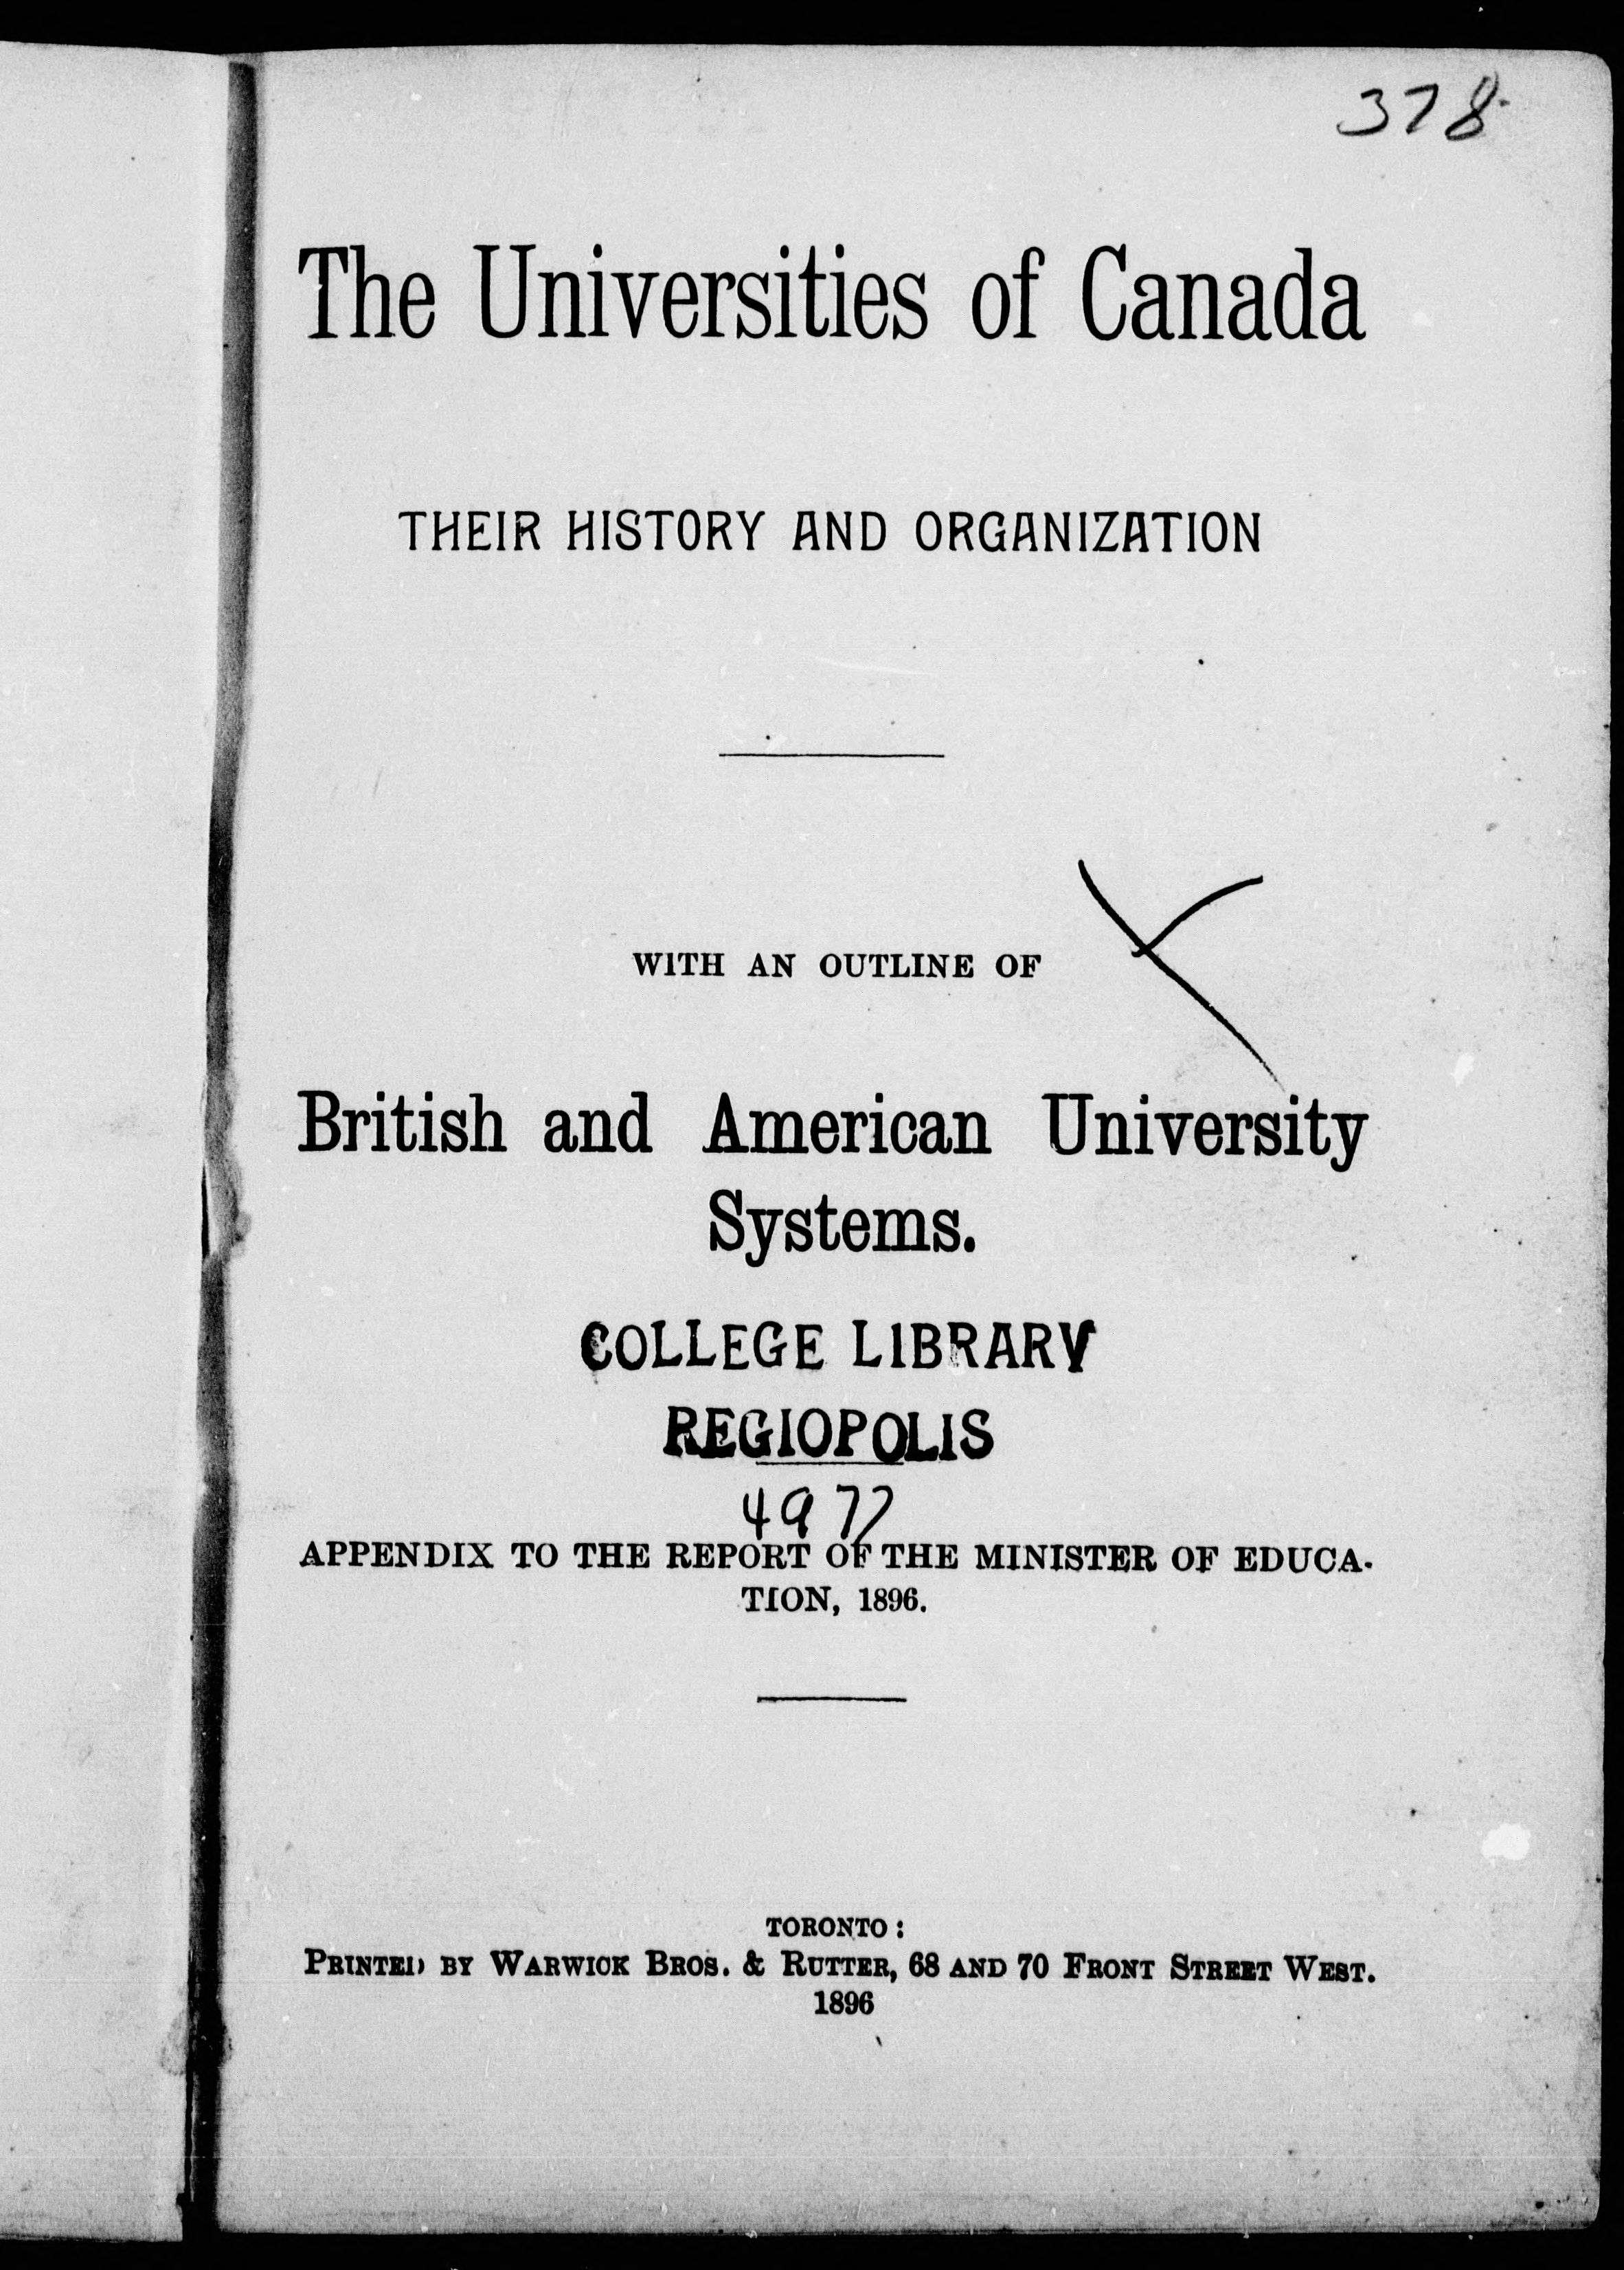 378
The Universities of Canada
THEIR HISTORY AND ORGANIZATION
WITH AN OUTLINE OF
British and American University
Systems.
COLLEGE LIBRARY
REGIOPOLIS
4977
APPENDIX TO THE REPORT OF THE MINISTER OF EDUCA-
TION, 1896.
TORONTO:
PRINTED BY WARWICK BROS. & RUTTER, 68 AND 70 FRONT STREET WEST.
1896